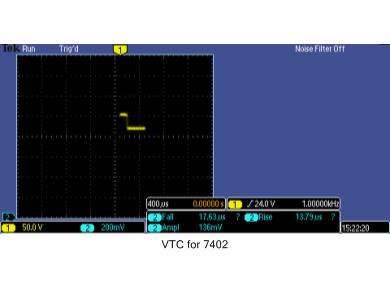 Tek Run Trig'd 1 Noise Filter Off
400µs 0.00000 s 1 ∫ 24.0 V 1.00000kHz
2 Fall 17.63µs ? 2 Rise 13.79µs ?
2 Ampl 136mV
2
1 50.0 V 2 200mV 15:22:20
VTC for 7402